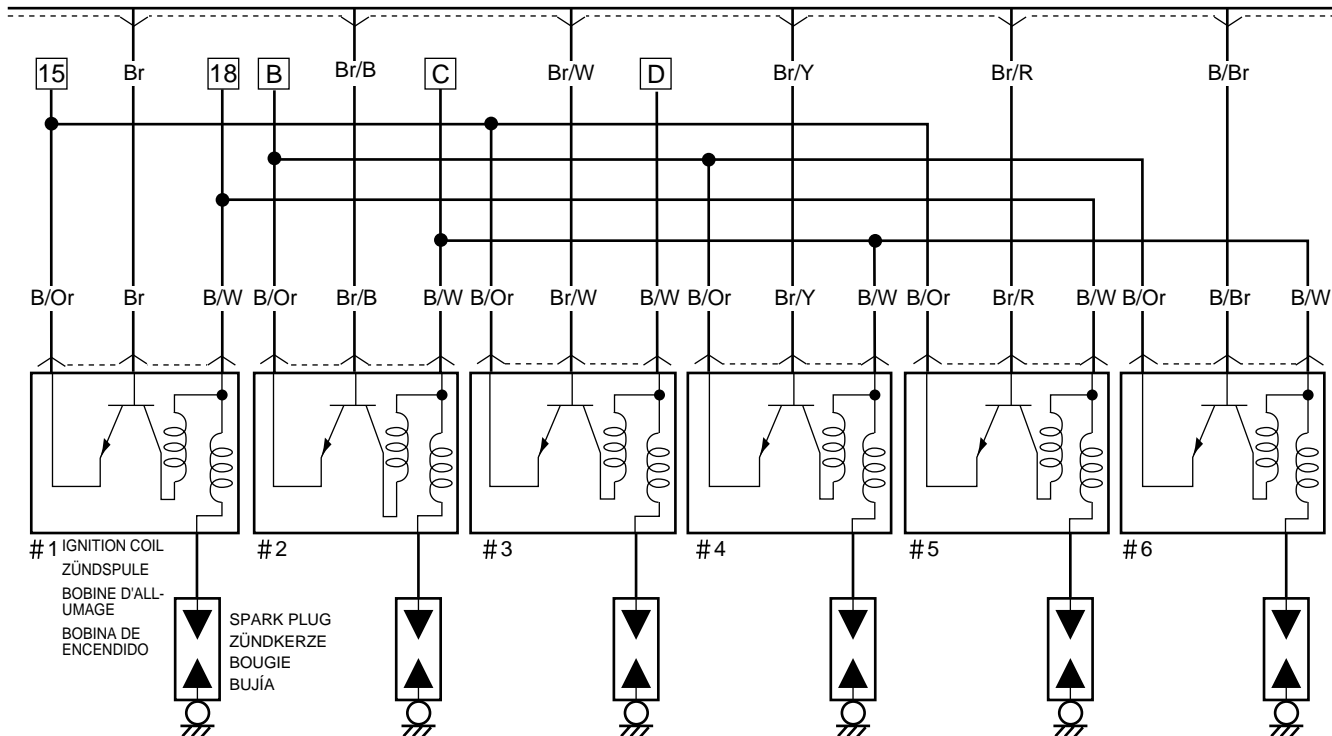 15 Br 18 B Br/B C Br/W D Br/Y Br/R B/Br
B/Or Br B/W B/Or Br/B B/W B/Or Br/W B/W B/Or Br/Y B/W B/Or Br/R B/W B/Or B/Br B/W
#1 IGNITION COIL #2 #3 #4 #5 #6
ZÜNDSPULE
BOBINE D'ALL-
UMAGE
BOBINA DE
ENCENDIDO
SPARK PLUG
ZÜNDKERZE
BOUGIE
BUJÍA